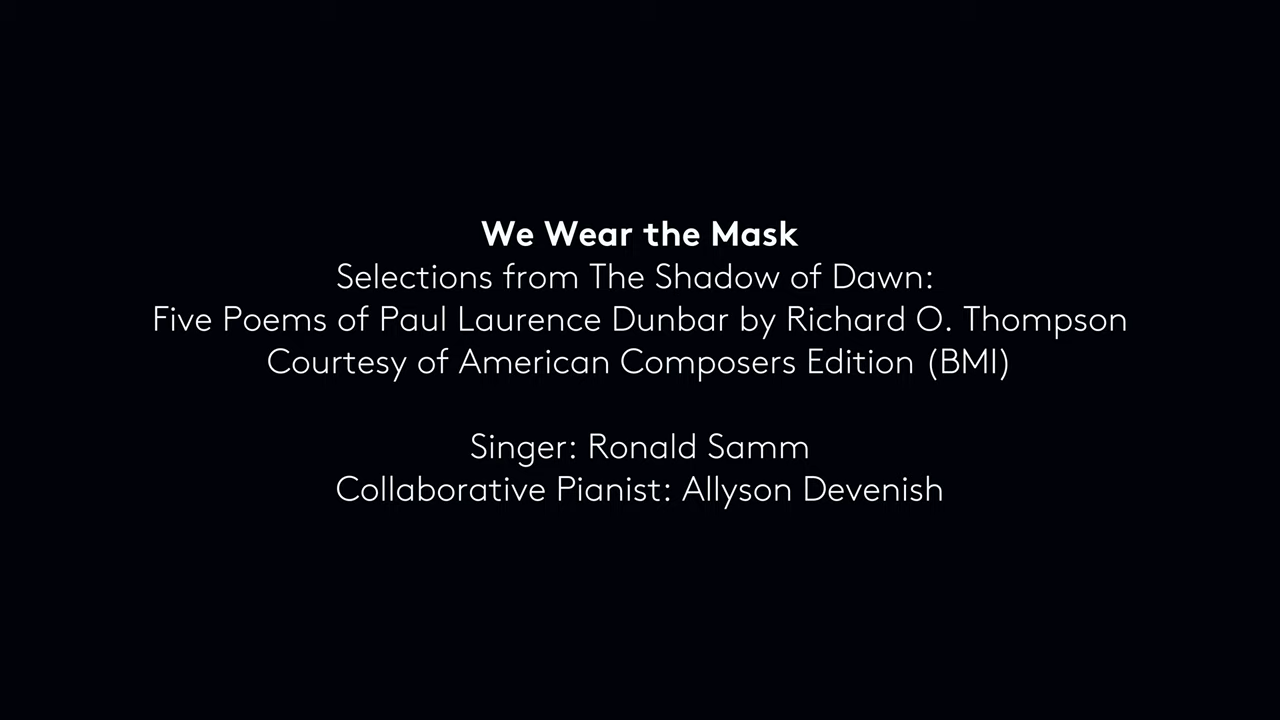 We Wear the Mask
Selections from The Shadow of Dawn:
Five Poems of Paul Laurence Dunbar by Richard O. Thompson
Courtesy of American Composers Edition (BMI)
Singer: Ronald Samm
Collaborative Pianist: Allyson Devenish